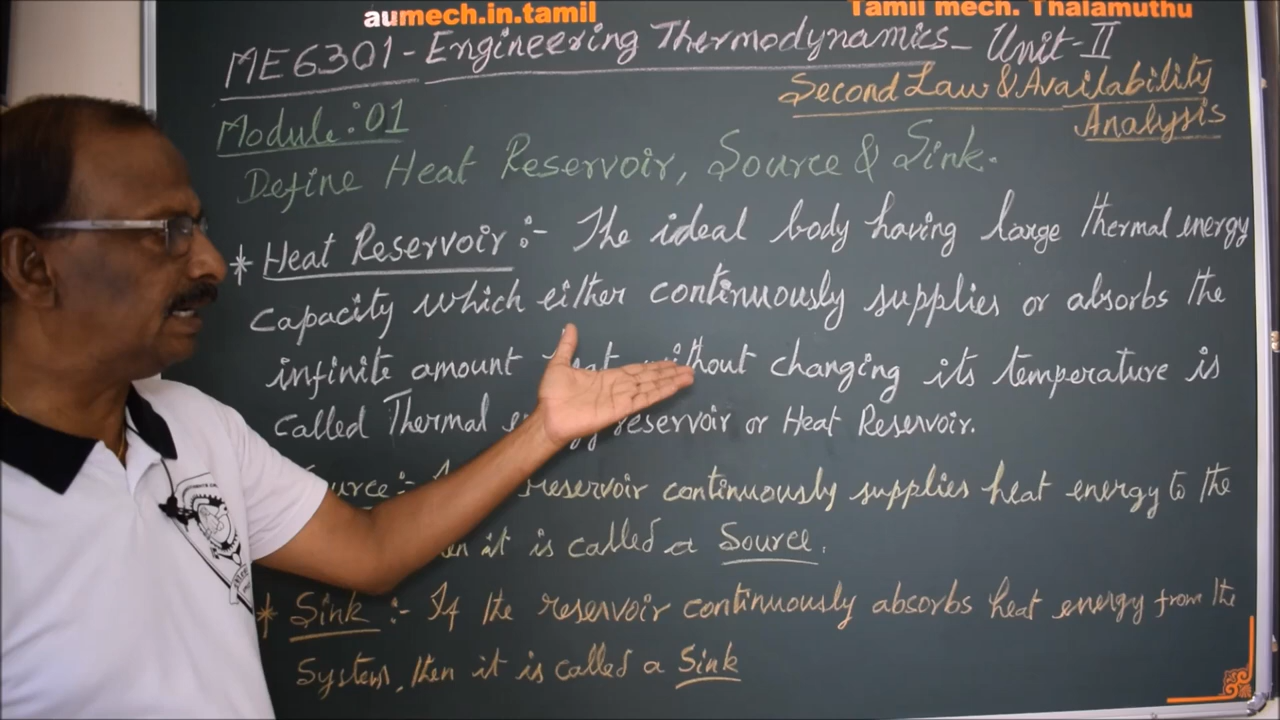 aumech.in.tamil
Tamil mech. Thalamuthu
ME6301 - Engineering Thermodynamics - Unit-II
Second Law & Availability
Analysis
Module:01
Define Heat Reservoir, Source & Sink.
* Heat Reservoir :- The ideal body having large thermal energy
capacity which either continuously supplies or absorbs the
infinite amount without changing its temperature is
called Thermal reservoir or Heat Reservoir.
reservoir continuously supplies heat energy to the
it is called a Source.
* Sink :- If the reservoir continuously absorbs heat energy from the
System, then it is called a Sink